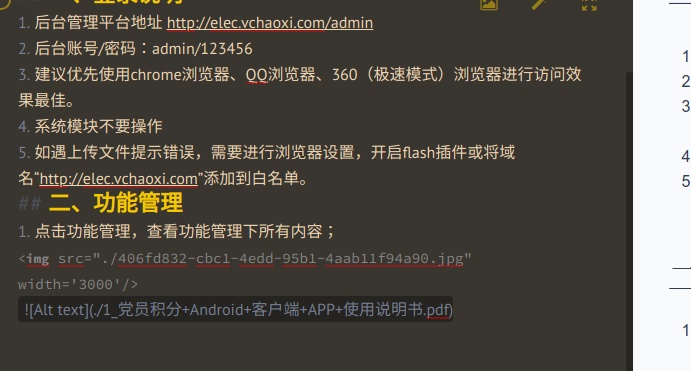 1. 后台管理平台地址 http://elec.vchaoxi.com/admin
2. 后台账号/密码：admin/123456
3. 建议优先使用chrome浏览器、QQ浏览器、360（极速模式）浏览器进行访问效
果最佳。
4. 系统模块不要操作
5. 如遇上传文件提示错误，需要进行浏览器设置，开启flash插件或将域
名“http://elec.vchaoxi.com”添加到白名单。
## 二、功能管理
1. 点击功能管理，查看功能管理下所有内容；
<img src="./406fd832-cbc1-4edd-95b1-4aab11f94a90.jpg"
width='3000'/>
![Alt text](./1_党员积分+Android+客户端+APP+使用说明书.pdf)
1
2
3
4
5
1